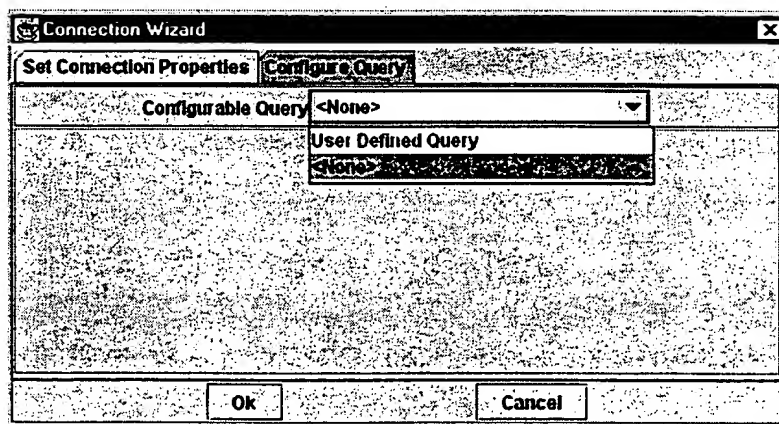 Connection Wizard
Set Connection Properties Configure Query
Configurable Query <None>
User Defined Query
<None>
Ok Cancel